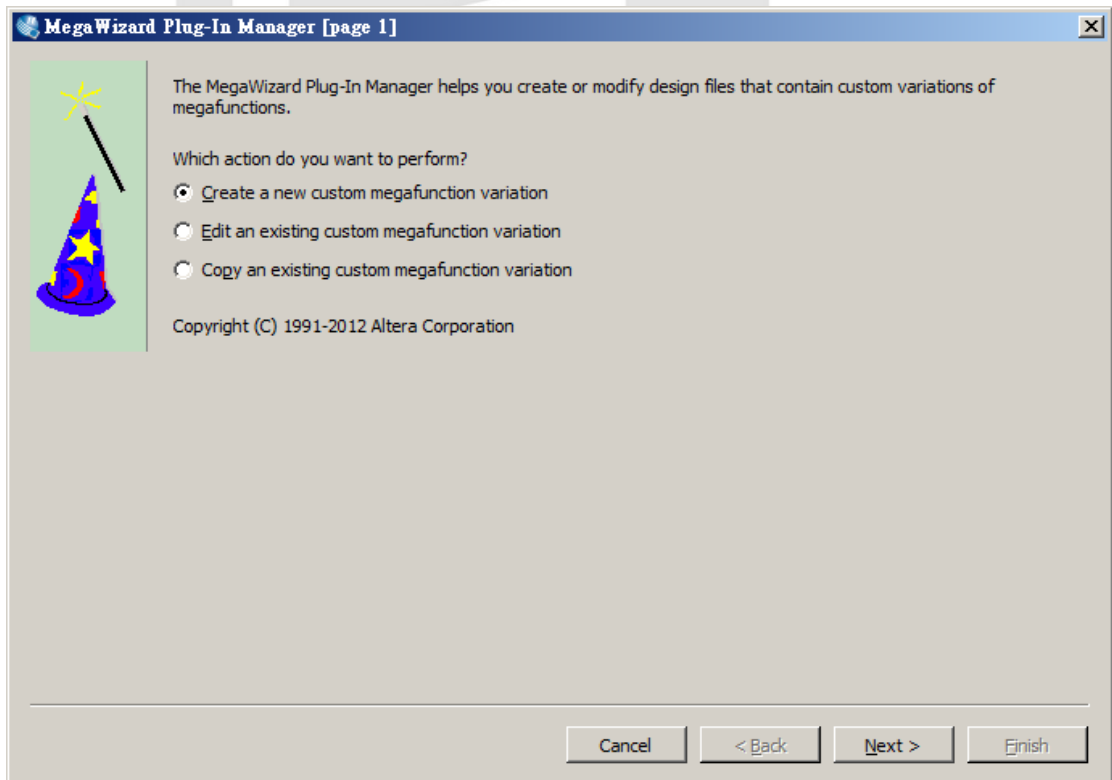 MegaWizard Plug-In Manager [page 1]
The MegaWizard Plug-In Manager helps you create or modify design files that contain custom variations of
megafunctions.
Which action do you want to perform?
Create a new custom megafunction variation
Edit an existing custom megafunction variation
Copy an existing custom megafunction variation
Copyright (C) 1991-2012 Altera Corporation
Cancel < Back Next > Finish